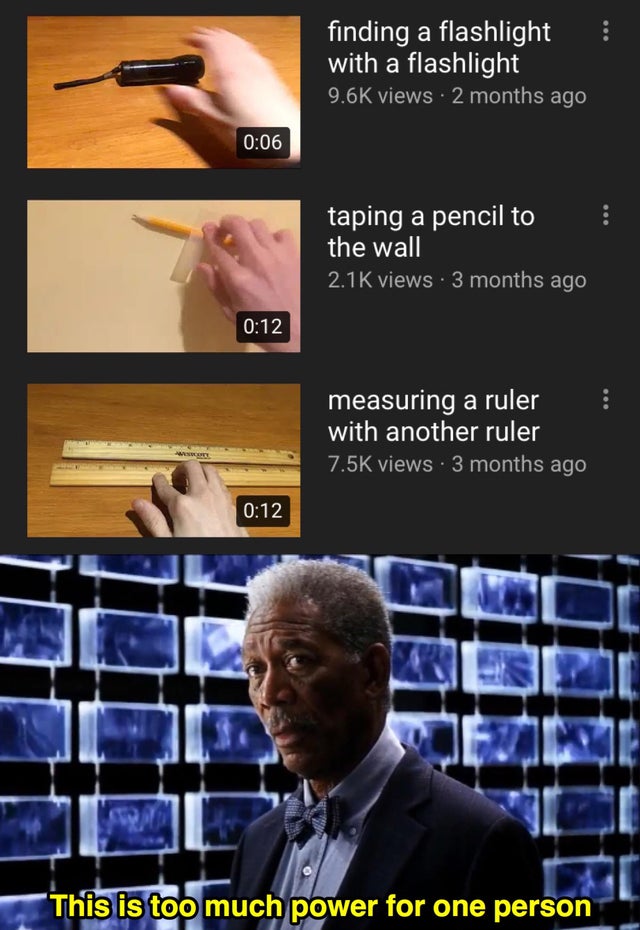 finding a flashlight
with a flashlight
9.6K views · 2 months ago
0:06
taping a pencil to
the wall
2.1K views · 3 months ago
0:12
measuring a ruler
with another ruler
7.5K views · 3 months ago
WESTCOTT
0:12
This is too much power for one person